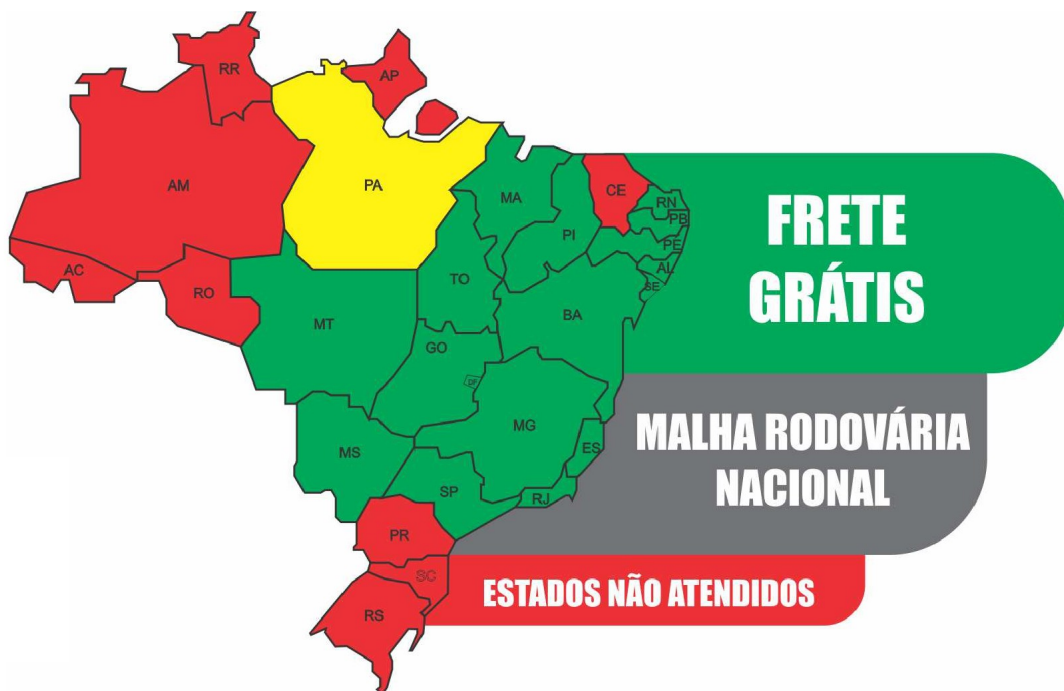 RR
AP
AM
PA
MA
CE
RN
PB
PI
PE
AL
SE
AC
RO
TO
BA
MT
GO
DF
MG
ES
MS
SP
RJ
PR
SC
RS
FRETE
GRÁTIS
MALHA RODOVÁRIA
NACIONAL
ESTADOS NÃO ATENDIDOS